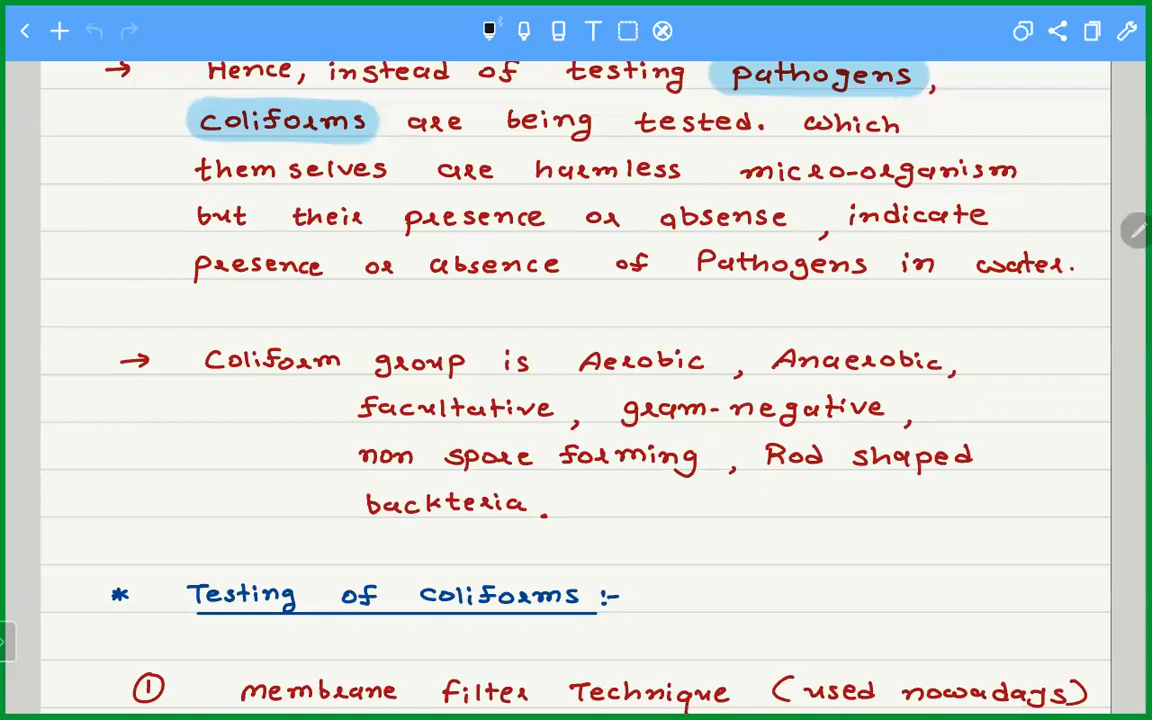 → Hence, instead of testing pathogens,
coliforms are being tested. which
them selves are harmless micro-organism
but their presence or absense, indicate
presence or absence of Pathogens in water.
→ Coliform group is Aerobic, Anaerobic,
facultative, gram-negative,
non spore forming, Rod shaped
backteria.
* Testing of coliforms :-
① membrane filter Technique (used nowadays)